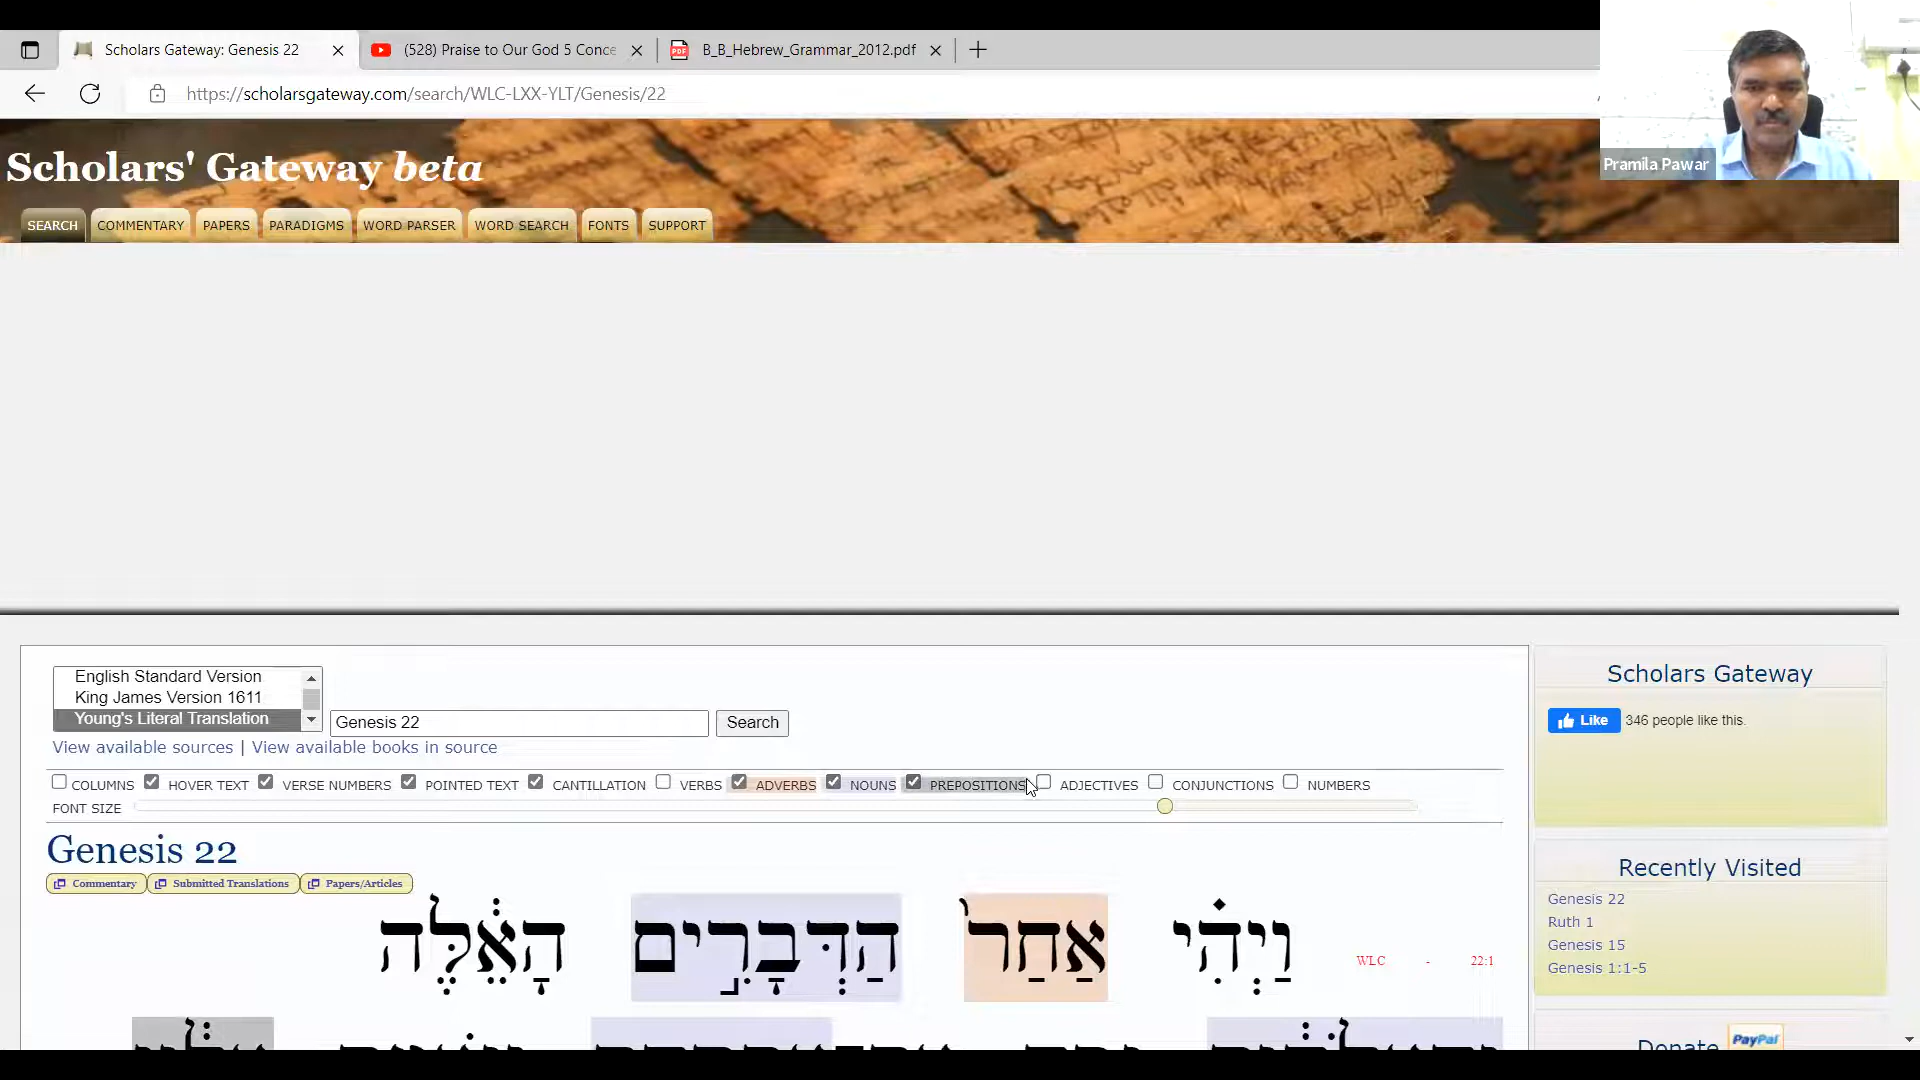 Scholars Gateway: Genesis 22
(528) Praise to Our God 5 Conce
B_B_Hebrew_Grammar_2012.pdf
https://scholarsgateway.com/search/WLC-LXX-YLT/Genesis/22
Pramila Pawar
Scholars' Gateway beta
SEARCH COMMENTARY PAPERS PARADIGMS WORD PARSER WORD SEARCH FONTS SUPPORT
English Standard Version
King James Version 1611
Young's Literal Translation
Genesis 22
Search
View available sources | View available books in source
COLUMNS HOVER TEXT VERSE NUMBERS POINTED TEXT CANTILLATION VERBS ADVERBS NOUNS PREPOSITIONS ADJECTIVES CONJUNCTIONS NUMBERS
FONT SIZE
Genesis 22
Commentary Submitted Translations Papers/Articles
WLC - 22:1
וַיְהִ֗י אַחַר֙ הַדְּבָרִ֣ים הָאֵ֔לֶּה
Scholars Gateway
Like 346 people like this.
Recently Visited
Genesis 22
Ruth 1
Genesis 15
Genesis 1:1-5
Donate PayPal